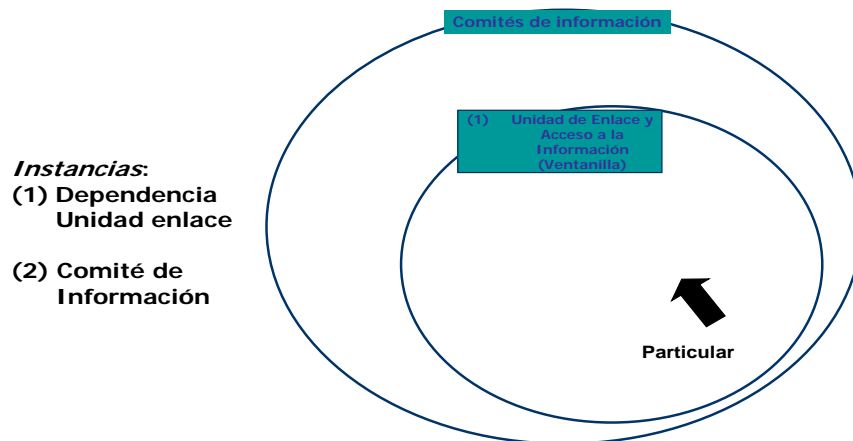 Comités de información
(1) Unidad de Enlace y
Acceso a la
Información
(Ventanilla)
Instancias:
(1) Dependencia
Unidad enlace
(2) Comité de
Información
Particular